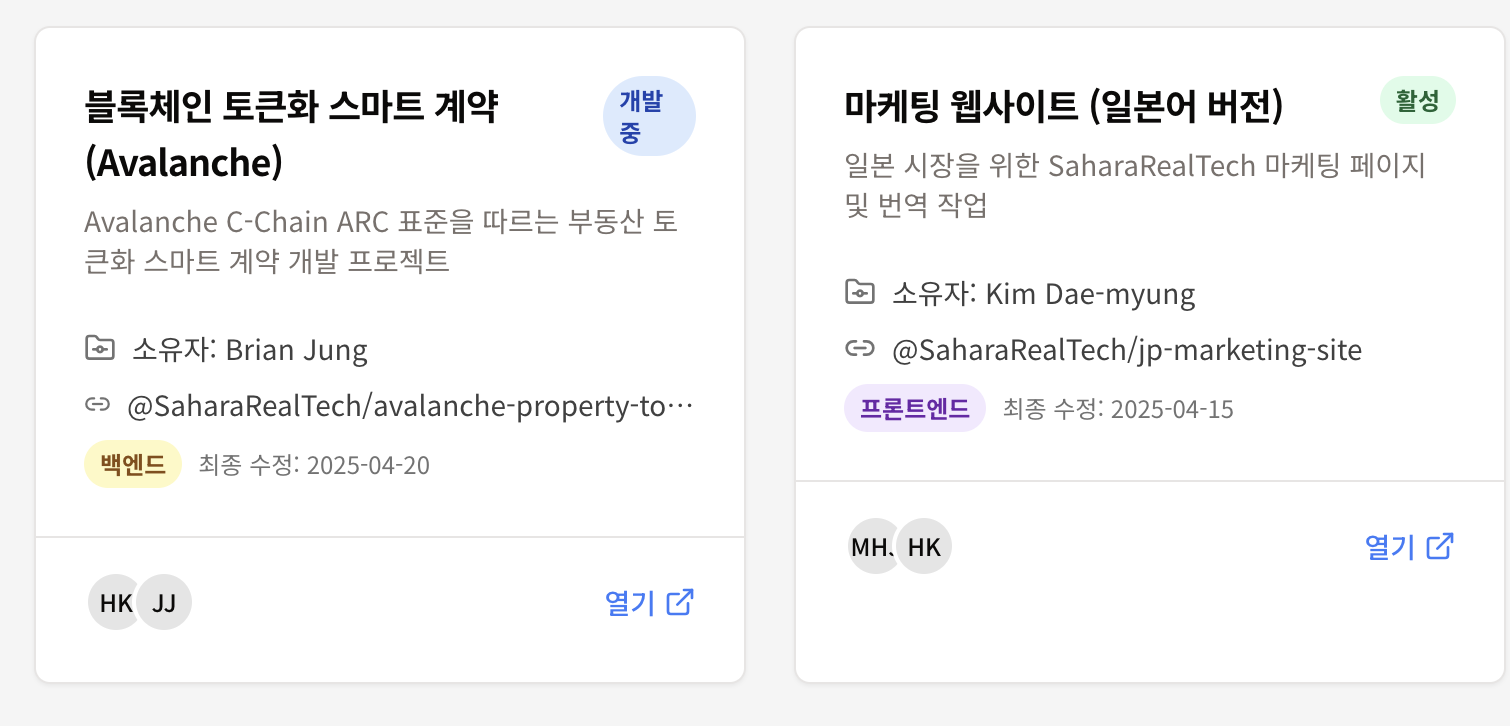 블록체인 토큰화 스마트 계약
(Avalanche)
개발
중
Avalanche C-Chain ARC 표준을 따르는 부동산 토
큰화 스마트 계약 개발 프로젝트
소유자: Brian Jung
@SaharaRealTech/avalanche-property-to…
백엔드 최종 수정: 2025-04-20
HK JJ 열기
마케팅 웹사이트 (일본어 버전)
활성
일본 시장을 위한 SaharaRealTech 마케팅 페이지
및 번역 작업
소유자: Kim Dae-myung
@SaharaRealTech/jp-marketing-site
프론트엔드 최종 수정: 2025-04-15
HK 열기